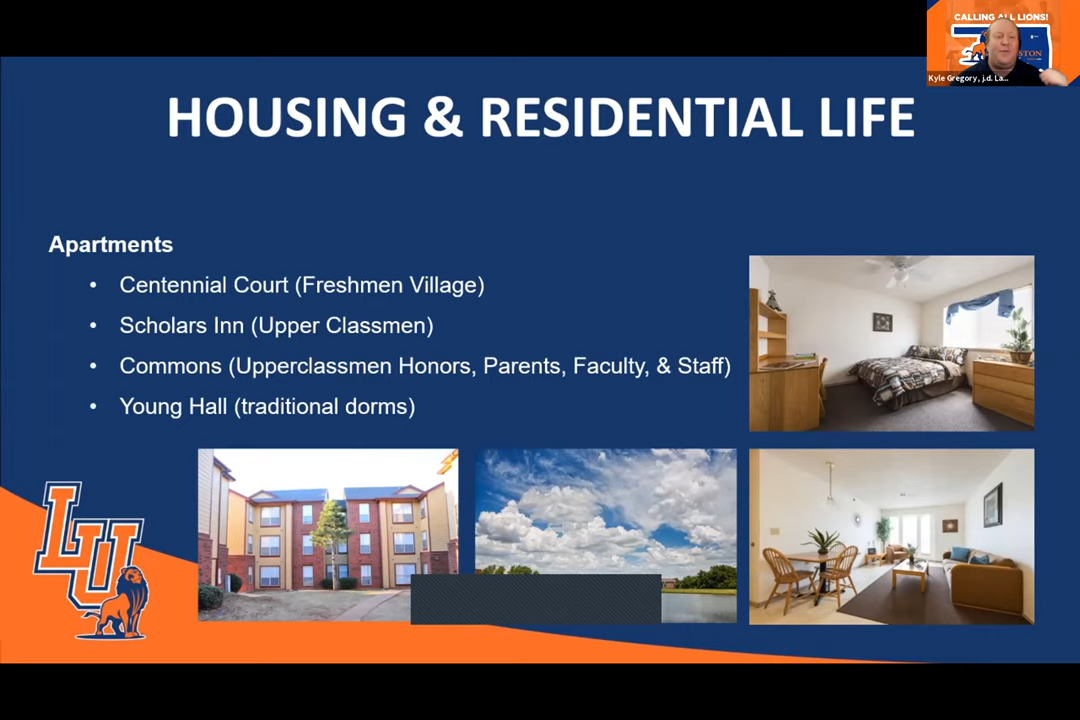 CALLING ALL LIONS!
Kyle Gregory, j.d. La...
HOUSING & RESIDENTIAL LIFE
Apartments
• Centennial Court (Freshmen Village)
• Scholars Inn (Upper Classmen)
• Commons (Upperclassmen Honors, Parents, Faculty, & Staff)
• Young Hall (traditional dorms)
LU